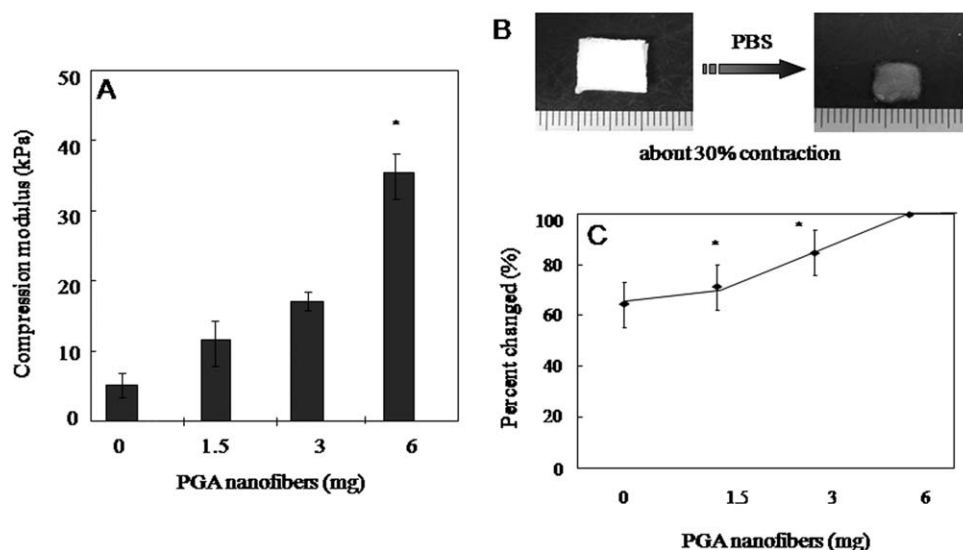 A
Compression modulus (kPa)
50
40
30
20
10
0
*
0 1.5 3 6
PGA nanofibers (mg)
B
PBS
about 30% contraction
C
Percent changed (%)
100
80
60
40
20
0
* *
0 1.5 3 6
PGA nanofibers (mg)